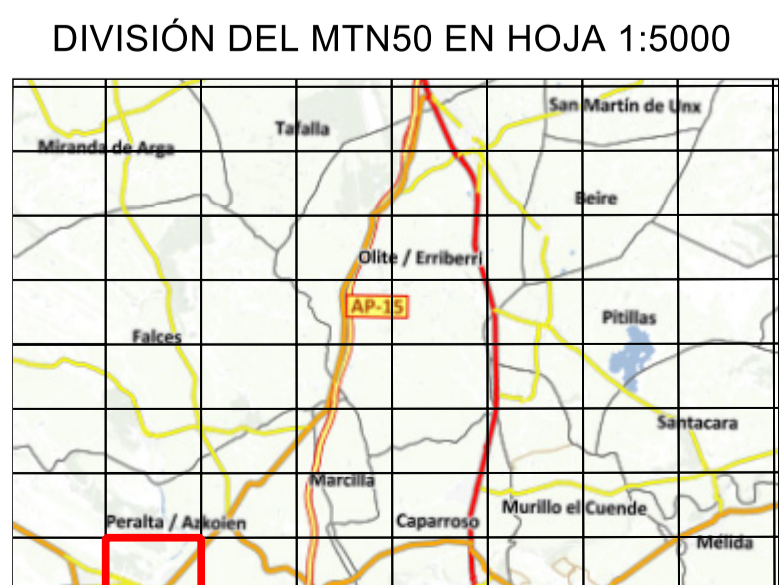 DIVISIÓN DEL MTN50 EN HOJA 1:5000
San Martín de Unx
Tafalla
Miranda de Arga
Beire
Olite / Erriberri
AP-15
Pitillas
Falces
Santacara
Marcilla
Murillo el Cuende
Peralta / Azkoien
Caparroso
Mélida